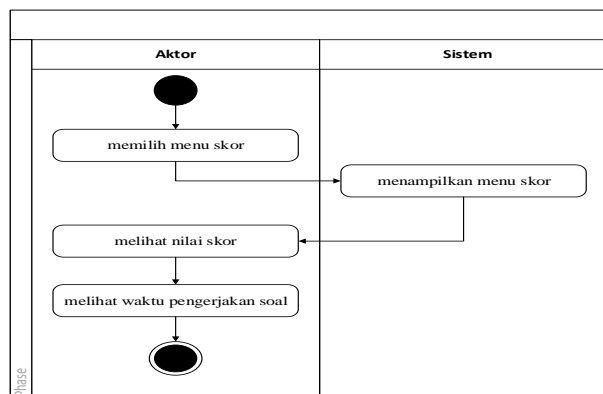 Aktor
Sistem
memilih menu skor
menampilkan menu skor
melihat nilai skor
melihat waktu pengerjakan soal
Phase